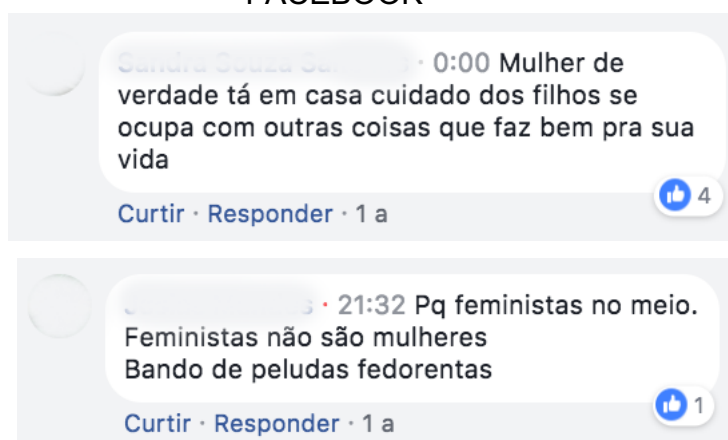 FACEBOOK
· 0:00 Mulher de
verdade tá em casa cuidado dos filhos se
ocupa com outras coisas que faz bem pra sua
vida
4
Curtir · Responder · 1 a
· 21:32 Pq feministas no meio.
Feministas não são mulheres
Bando de peludas fedorentas
1
Curtir · Responder · 1 a